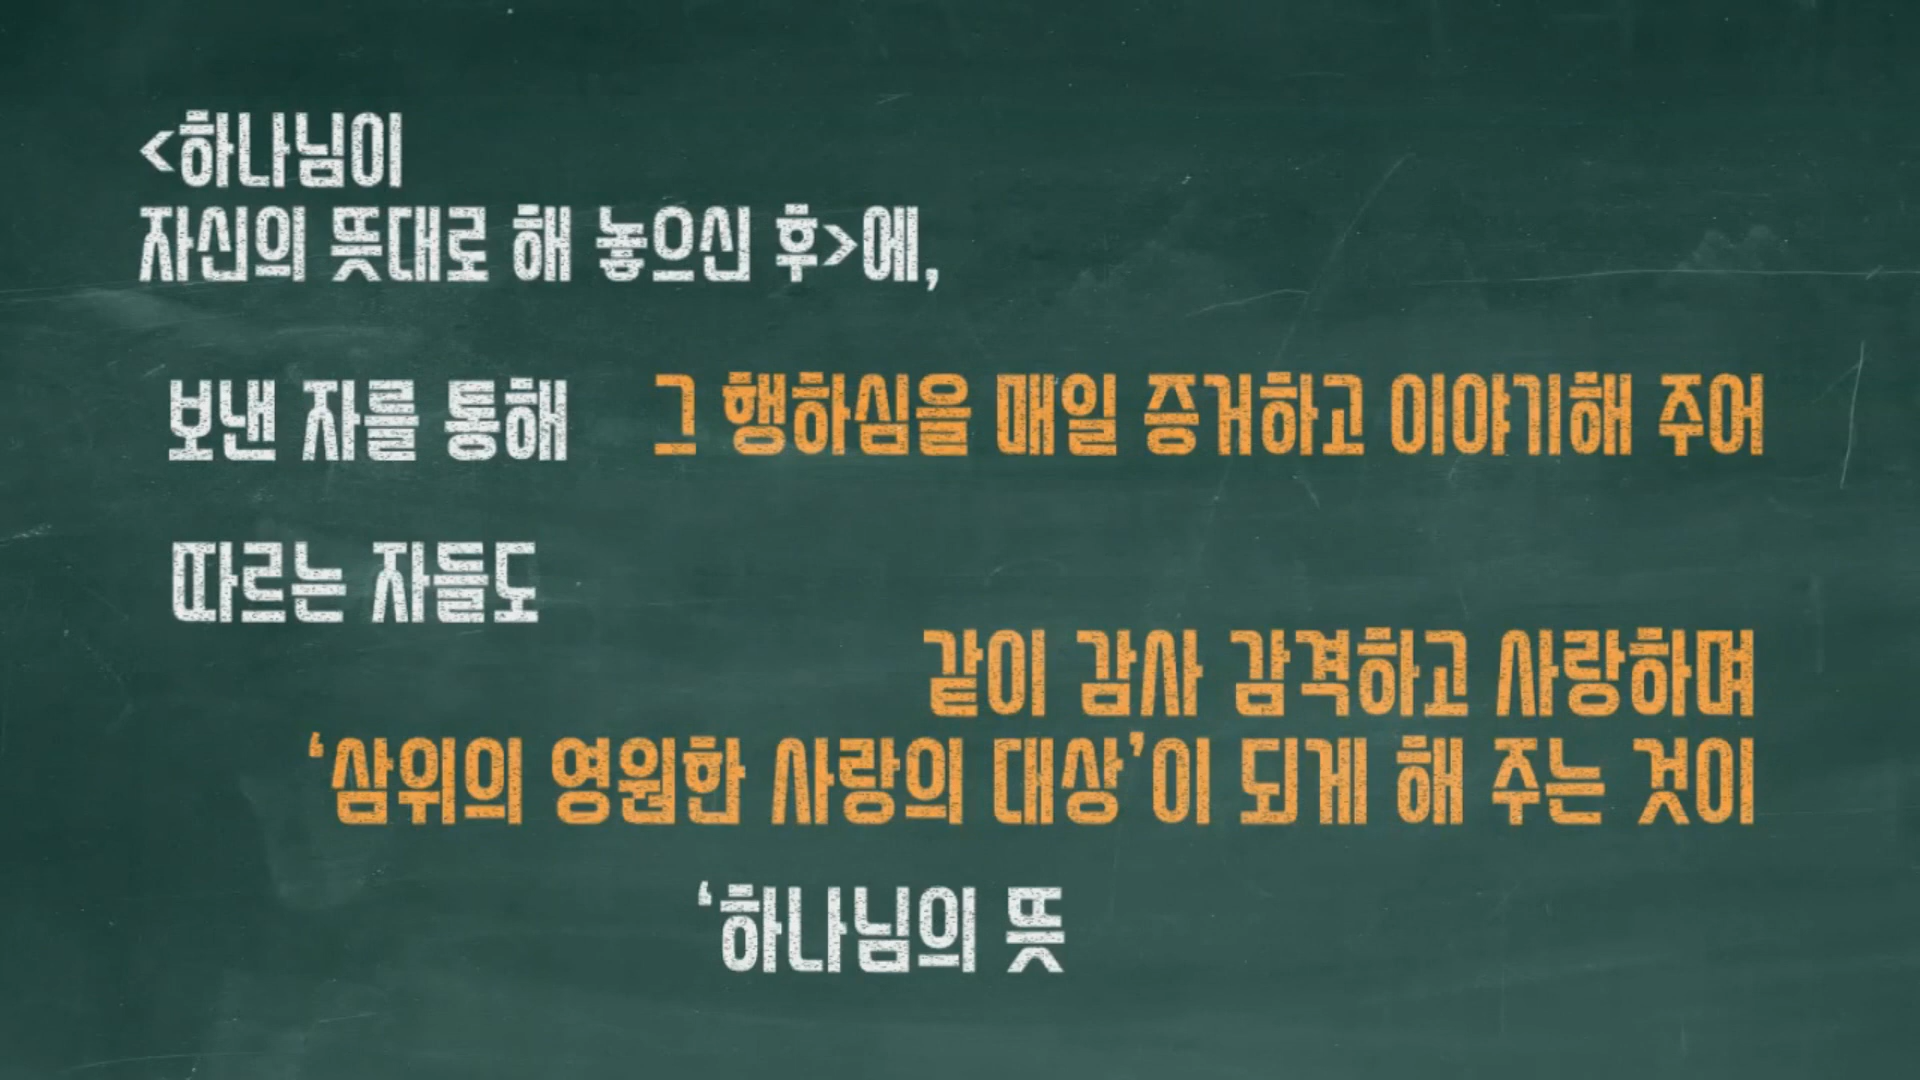 <하나님이
자신의 뜻대로 해 놓으신 후>에,
보낸 자를 통해 그 행하심을 매일 증거하고 이야기해 주어
따르는 자들도
같이 감사 감격하고 사랑하며
‘삼위의 영원한 사랑의 대상’이 되게 해 주는 것이
‘하나님의 뜻